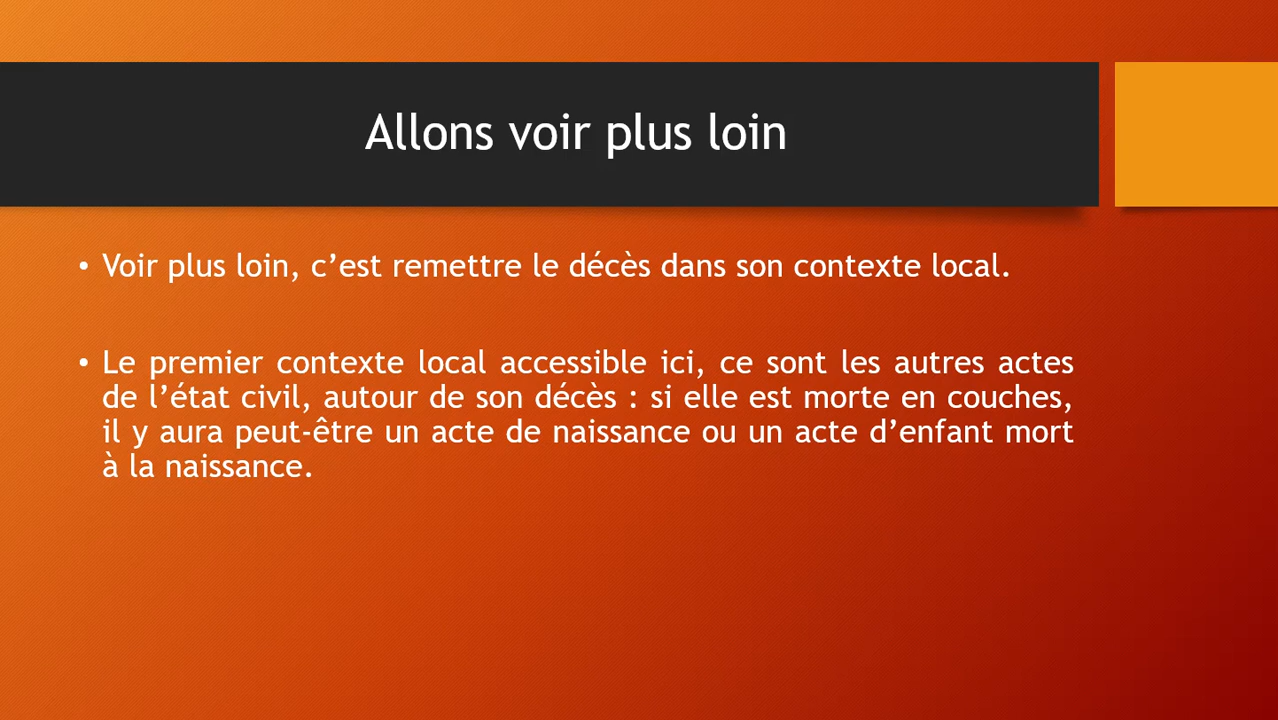 Allons voir plus loin
• Voir plus loin, c’est remettre le décès dans son contexte local.
• Le premier contexte local accessible ici, ce sont les autres actes
de l’état civil, autour de son décès : si elle est morte en couches,
il y aura peut-être un acte de naissance ou un acte d’enfant mort
à la naissance.